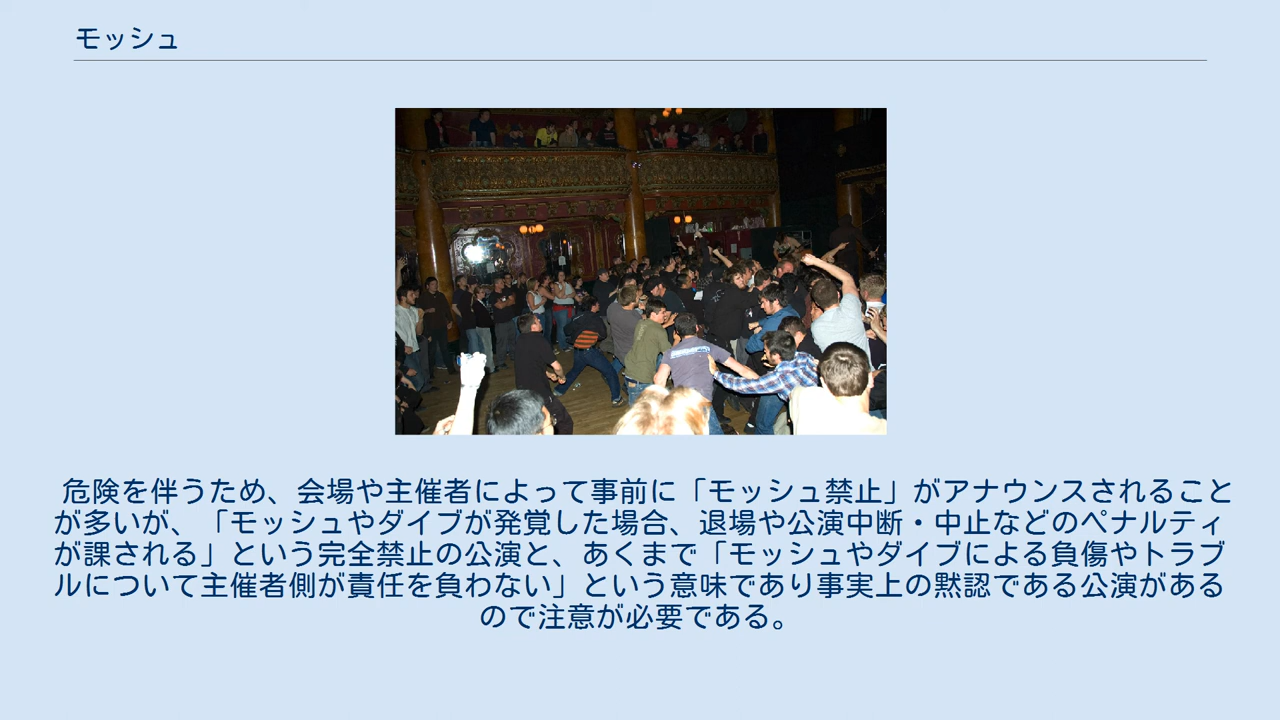 モッシュ
危険を伴うため、会場や主催者によって事前に「モッシュ禁止」がアナウンスされること
が多いが、「モッシュやダイブが発覚した場合、退場や公演中断・中止などのペナルティ
が課される」という完全禁止の公演と、あくまで「モッシュやダイブによる負傷やトラブ
ルについて主催者側が責任を負わない」という意味であり事実上の黙認である公演がある
ので注意が必要である。